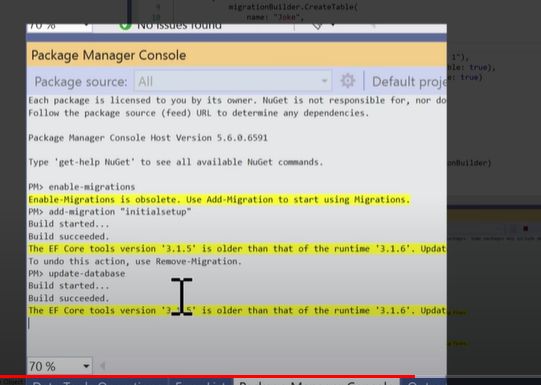 migrationBuilder.CreateTable(
name: "Joke",
70 %
No issues found
Package Manager Console
Package source: All
Default proje
Each package is licensed to you by its owner. NuGet is not responsible for, nor do
Follow the package source (feed) URL to determine any dependencies.
Package Manager Console Host Version 5.6.0.6591
Type 'get-help NuGet' to see all available NuGet commands.
PM> enable-migrations
Enable-Migrations is obsolete. Use Add-Migration to start using Migrations.
PM> add-migration "initialsetup"
Build started...
Build succeeded.
The EF Core tools version '3.1.5' is older than that of the runtime '3.1.6'. Updat
To undo this action, use Remove-Migration.
PM> update-database
Build started...
Build succeeded.
The EF Core tools version '3.1.5' is older than that of the runtime '3.1.6'. Updat
70 %